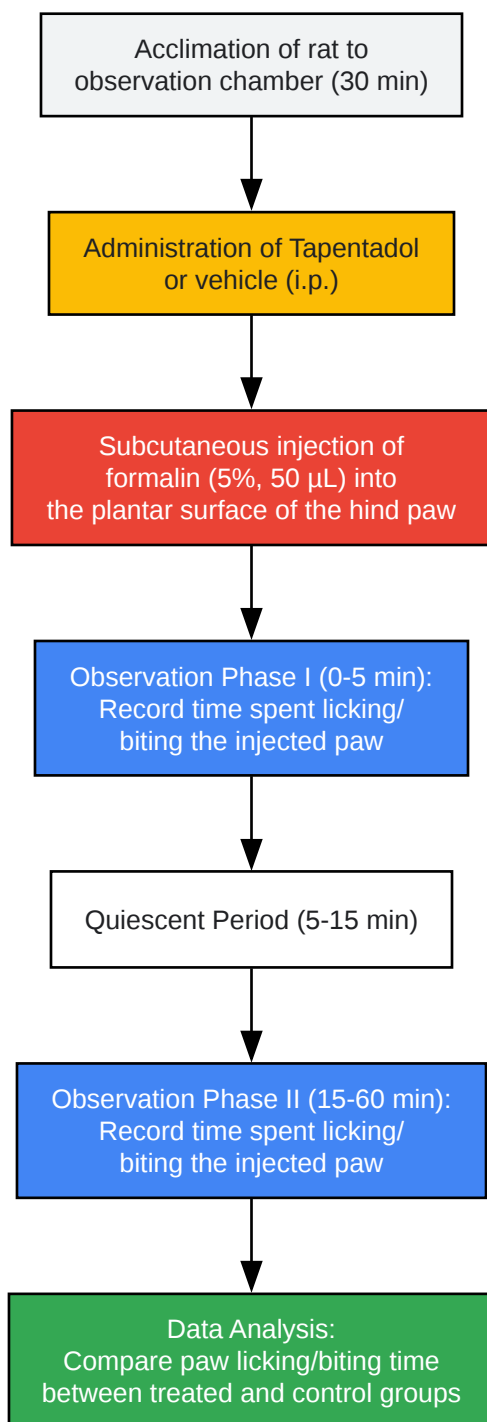 Acclimation of rat to
observation chamber (30 min)
Administration of Tapentadol
or vehicle (i.p.)
Subcutaneous injection of
formalin (5%, 50 µL) into
the plantar surface of the hind paw
Observation Phase I (0-5 min):
Record time spent licking/
biting the injected paw
Quiescent Period (5-15 min)
Observation Phase II (15-60 min):
Record time spent licking/
biting the injected paw
Data Analysis:
Compare paw licking/biting time
between treated and control groups